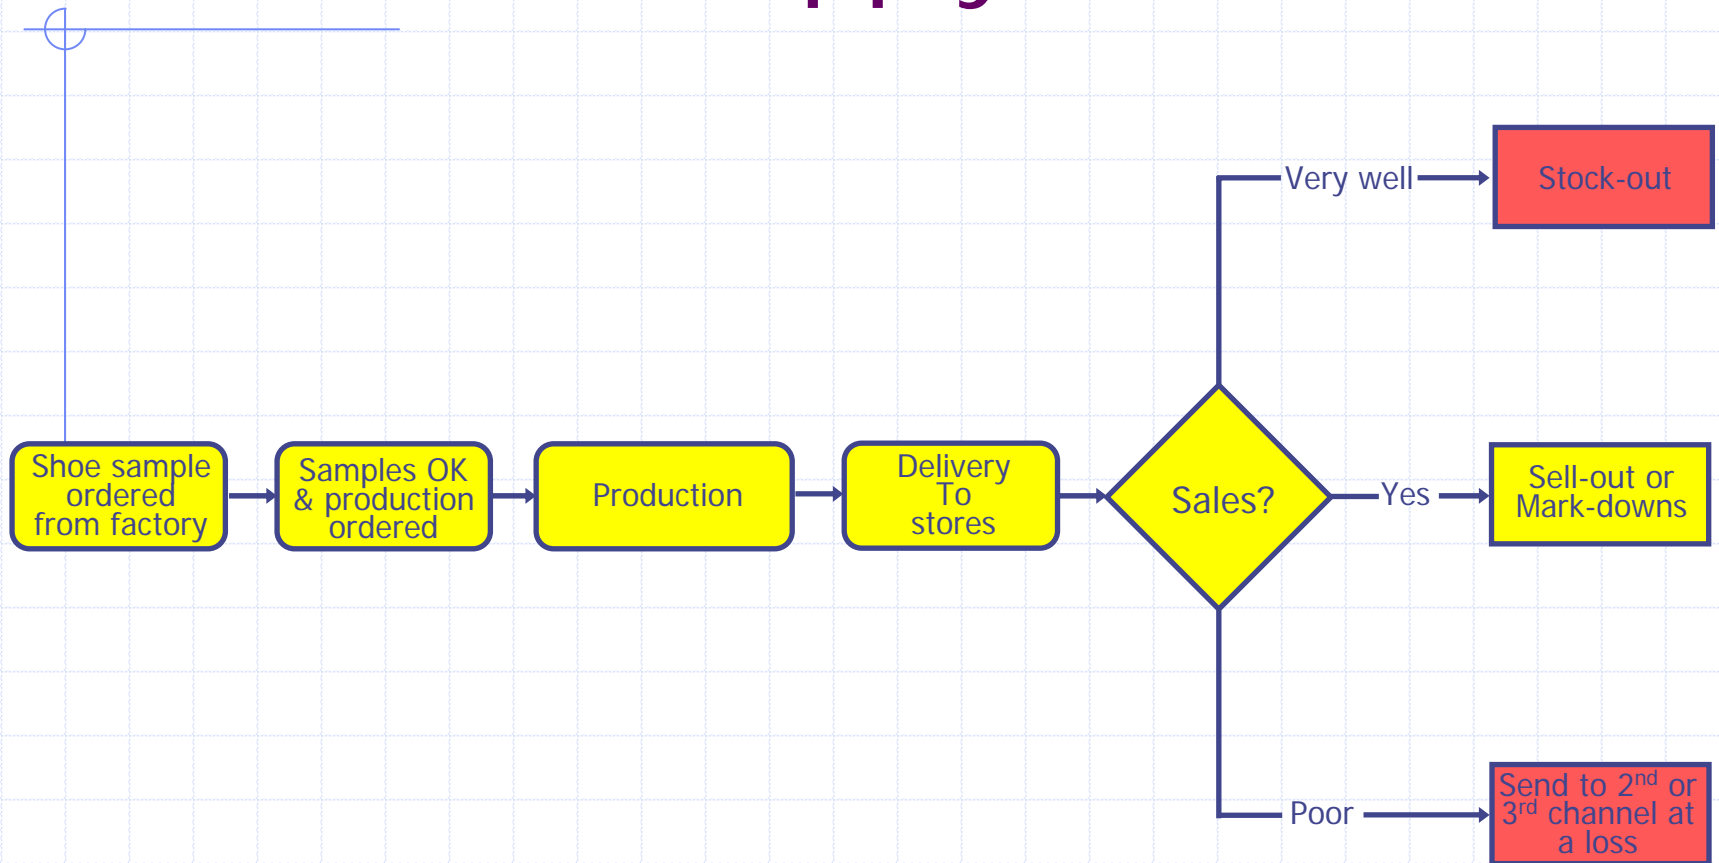 Very well
Stock-out
Shoe sample
ordered
from factory
Samples OK
& production
ordered
Production
Delivery
To
stores
Sales?
Yes
Sell-out or
Mark-downs
Poor
Send to 2nd or
3rd channel at
a loss